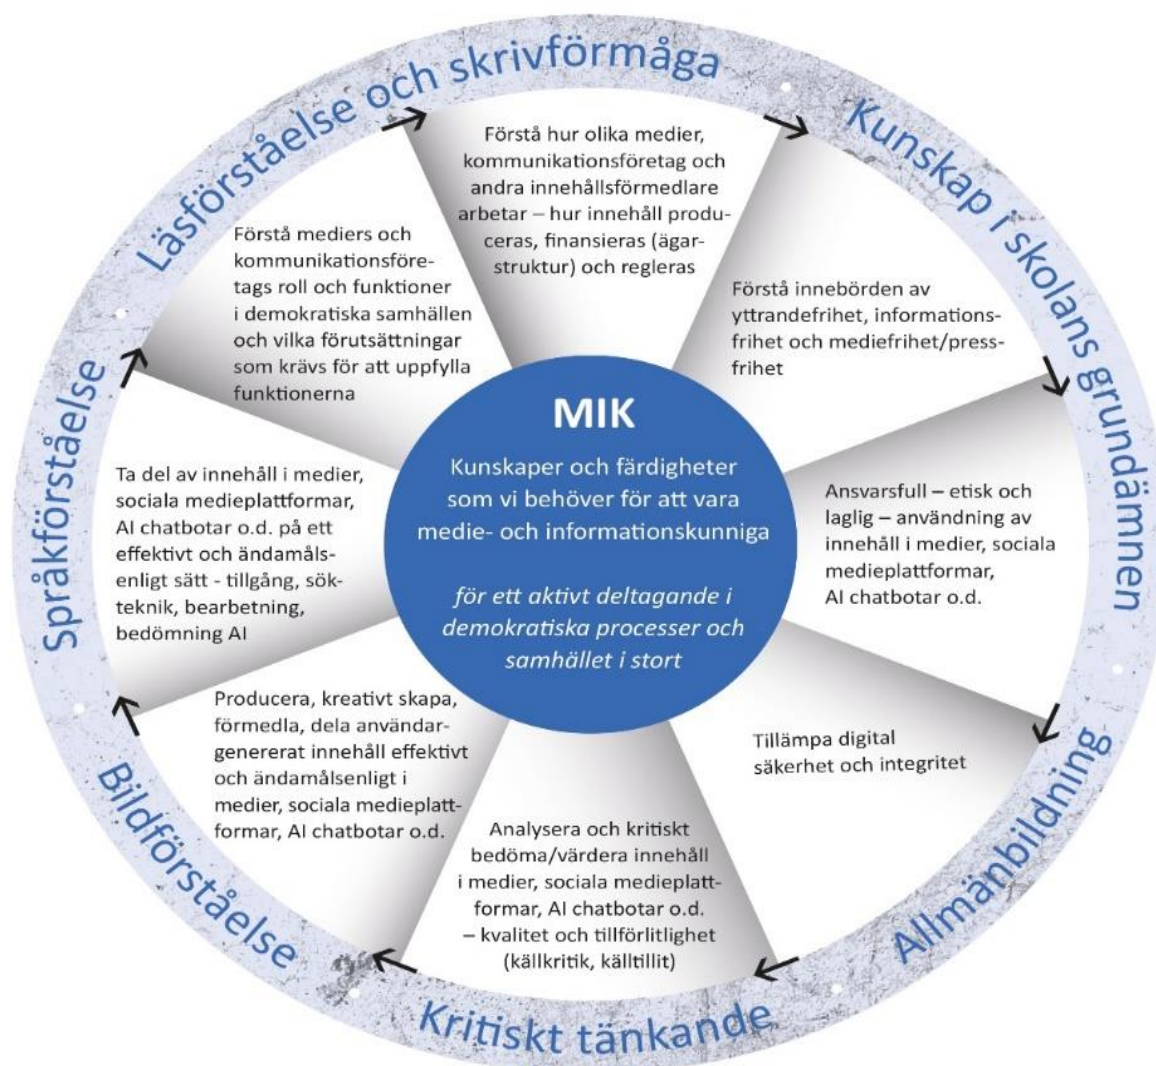 Läsförståelse och skrivförmåga
Kunskap i skolans grundämnen
Allmänbildning
Kritiskt tänkande
Bildförståelse
Språkförståelse
Förstå hur olika medier,
kommunikationsföretag och
andra innehållsförmedlare
arbetar – hur innehåll produ-
ceras, finansieras (ägar-
struktur) och regleras
Förstå innebörden av
yttrandefrihet, informations-
frihet och mediefrihet/press-
frihet
Ansvarsfull – etisk och
laglig – användning av
innehåll i medier, sociala
medieplattformar,
AI chatbotar o.d.
Tillämpa digital
säkerhet och integritet
Analysera och kritiskt
bedöma/värdera innehåll
i medier, sociala medieplatt-
formar, AI chatbotar o.d.
– kvalitet och tillförlitlighet
(källkritik, källtillit)
Producera, kreativt skapa,
förmedla, dela användar-
genererat innehåll effektivt
och ändamålsenligt i
medier, sociala medieplatt-
formar, AI chatbotar o.d.
Ta del av innehåll i medier,
sociala medieplattformar,
AI chatbotar o.d. på ett
effektivt och ändamåls-
enligt sätt - tillgång, sök-
teknik, bearbetning,
bedömning AI
Förstå mediers och
kommunikationsföre-
tags roll och funktioner
i demokratiska samhällen
och vilka förutsättningar
som krävs för att uppfylla
funktionerna
MIK
Kunskaper och färdigheter
som vi behöver för att vara
medie- och informationskunniga
för ett aktivt deltagande i
demokratiska processer och
samhället i stort